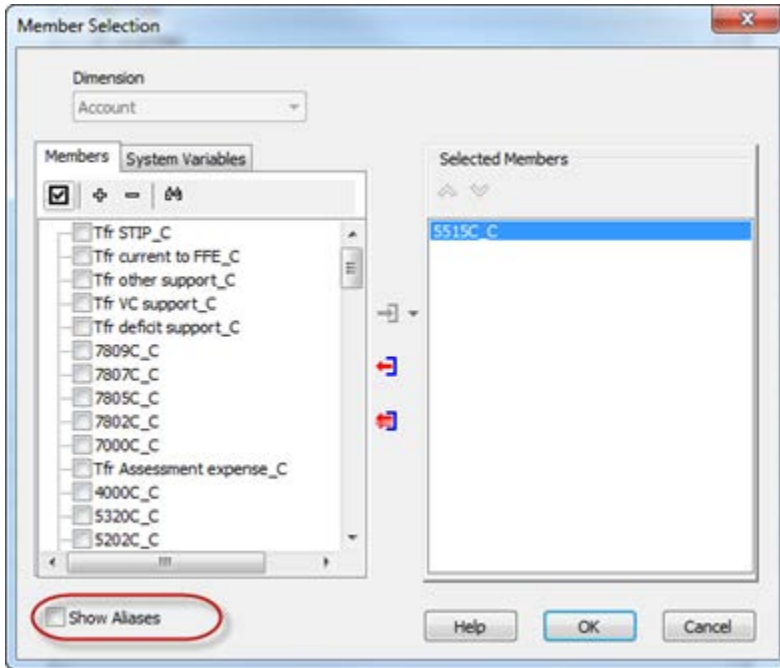 Member Selection
Dimension
Account
Members
System Variables
Tfr STIP_C
Tfr current to FFE_C
Tfr other support_C
Tfr VC support_C
Tfr deficit support_C
7809C_C
7807C_C
7805C_C
7802C_C
7000C_C
Tfr Assessment expense_C
4000C_C
5320C_C
5202C_C
Selected Members
5515C_C
Show Aliases
Help
OK
Cancel